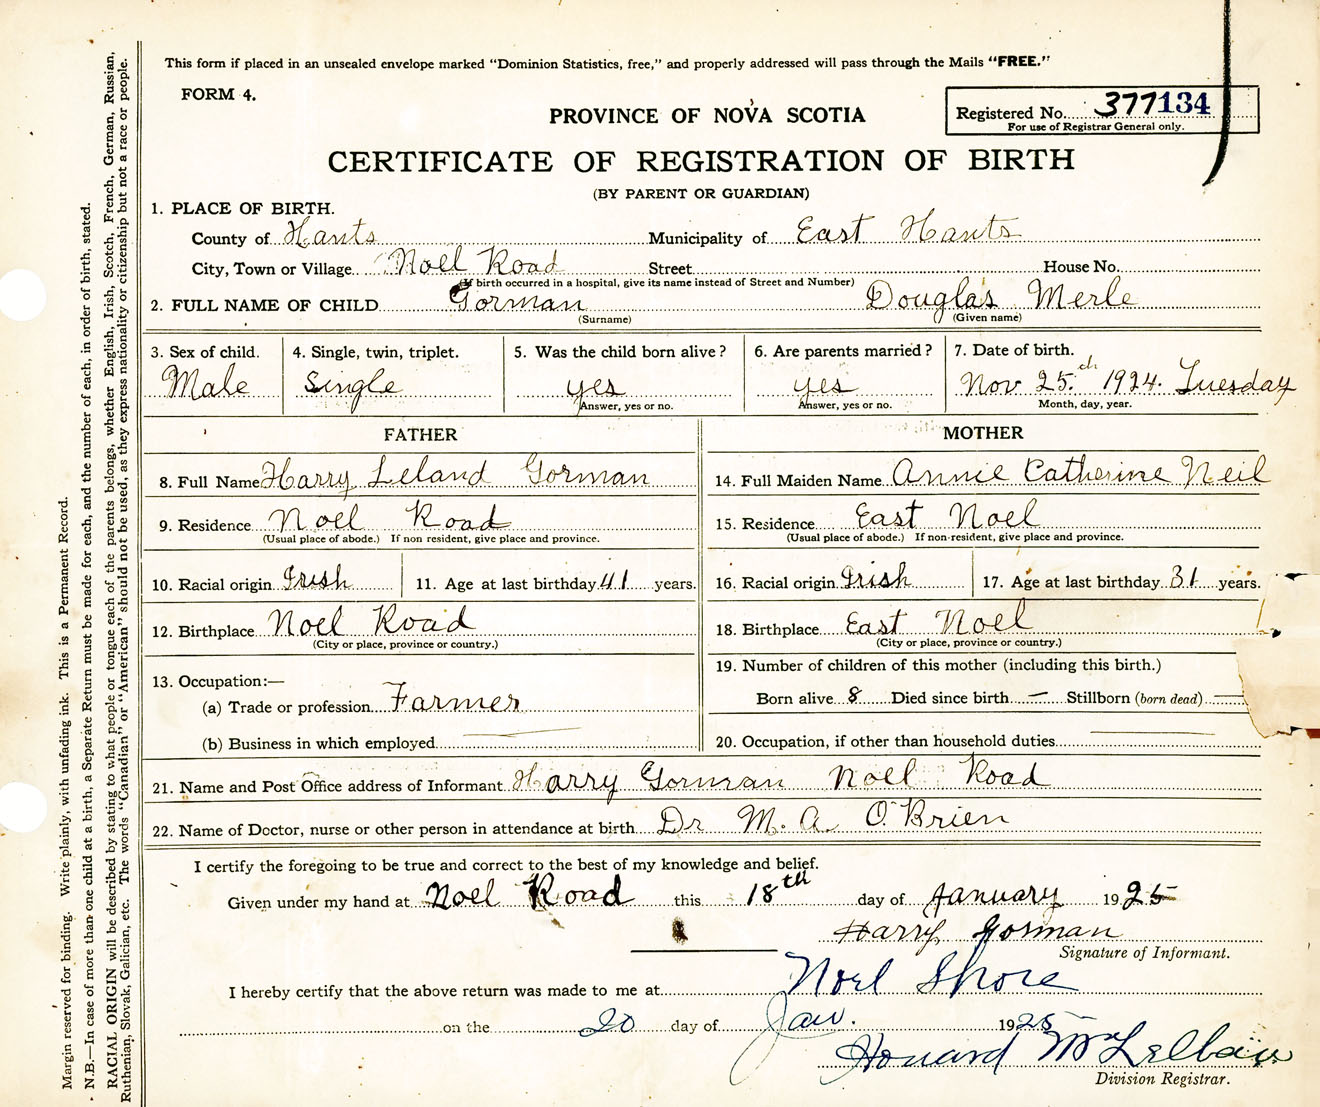 This form if placed in an unsealed envelope marked "Dominion Statistics, free," and properly addressed will pass through the Mails "FREE."
FORM 4.
PROVINCE OF NOVA SCOTIA
Registered No. 377134
For use of Registrar General only.
CERTIFICATE OF REGISTRATION OF BIRTH
(BY PARENT OR GUARDIAN)
1. PLACE OF BIRTH.
County of Hants Municipality of East Hants
City, Town or Village Noel Road Street House No.
(If birth occurred in a hospital, give its name instead of Street and Number)
2. FULL NAME OF CHILD Gorman Douglas Merle
(Surname) (Given name)
3. Sex of child. 4. Single, twin, triplet. 5. Was the child born alive? 6. Are parents married? 7. Date of birth.
Male Single yes yes Nov 25th 1924. Tuesday
Answer, yes or no. Answer, yes or no. Month, day, year.
FATHER MOTHER
8. Full Name Harry Leland Gorman 14. Full Maiden Name Annie Catherine Neil
9. Residence Noel Road 15. Residence East Noel
(Usual place of abode.) If non resident, give place and province. (Usual place of abode.) If non-resident, give place and province.
10. Racial origin Irish 11. Age at last birthday 41 years. 16. Racial origin Irish 17. Age at last birthday 31 years.
12. Birthplace Noel Road 18. Birthplace East Noel
(City or place, province or country.) (City or place, province or country.)
19. Number of children of this mother (including this birth.)
13. Occupation:—
(a) Trade or profession Farmer Born alive 8 Died since birth — Stillborn (born dead) —
(b) Business in which employed 20. Occupation, if other than household duties
21. Name and Post Office address of Informant Harry Gorman Noel Road
22. Name of Doctor, nurse or other person in attendance at birth Dr M. A O'Brien
I certify the foregoing to be true and correct to the best of my knowledge and belief.
Given under my hand at Noel Road this 18th day of January 1925
Harry Gorman
Signature of Informant.
I hereby certify that the above return was made to me at Noel Shore
on the 20 day of Jan. 1925
Howard
Division Registrar.
Margin reserved for binding. Write plainly, with unfading ink. This is a Permanent Record.
N.B.—In case of more than one child at a birth, a Separate Return must be made for each, and the number of each, in order of birth, stated.
RACIAL ORIGIN will be described by stating to what people or tongue each of the parents belongs, whether English, Irish, Scotch, French, German, Russian,
Ruthenian, Slovak, Galician, etc. The words "Canadian" or "American" should not be used, as they express nationality or citizenship but not a race or people.